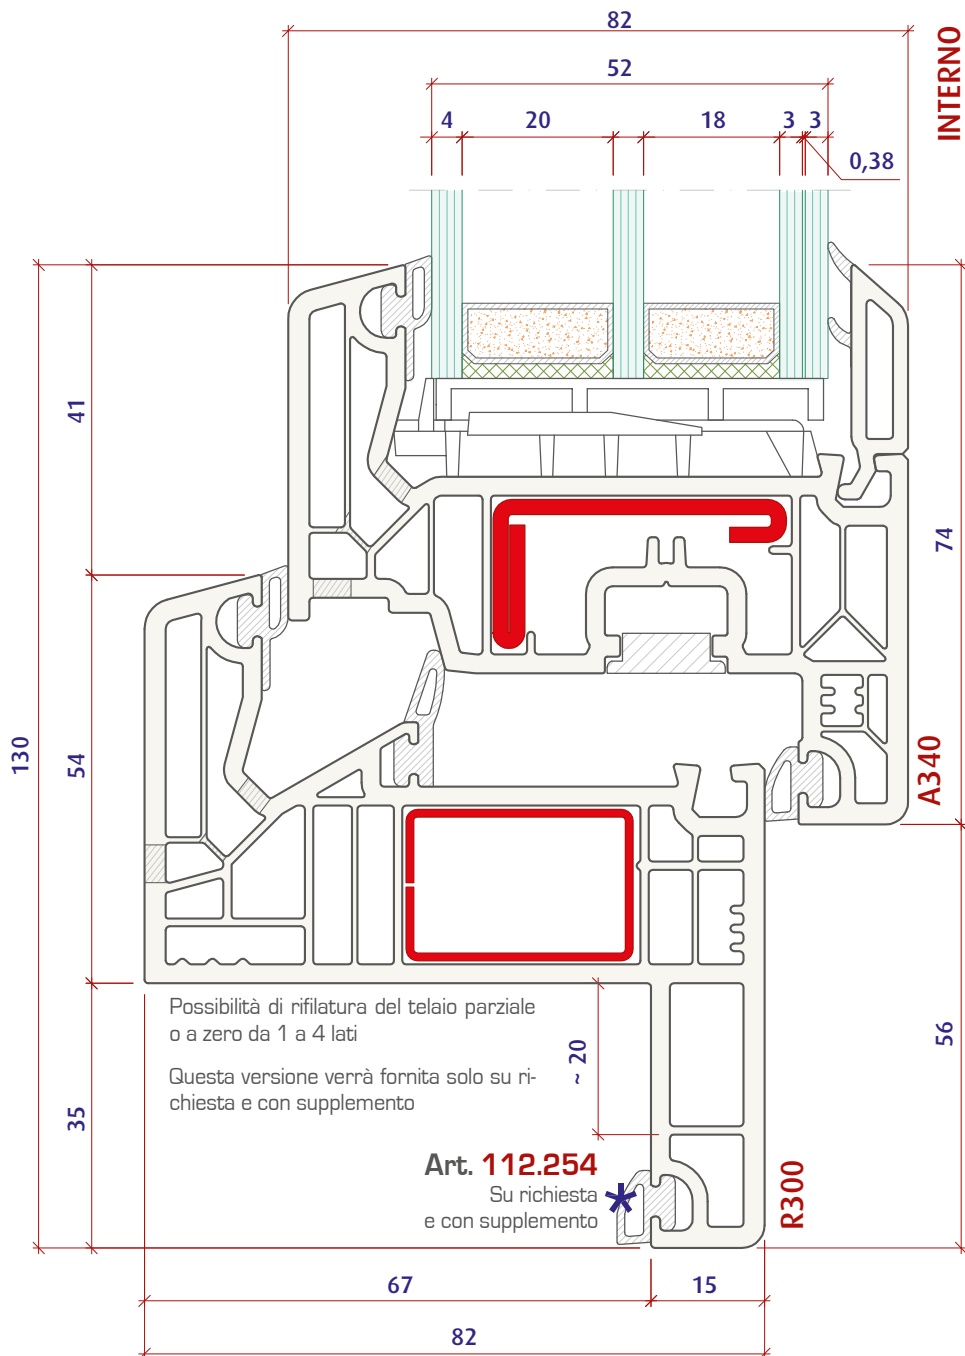 82
INTERNO
52
4 20 18 3 3
0,38
41
74
130
54
A340
Possibilità di rifilatura del telaio parziale
o a zero da 1 a 4 lati
Questa versione verrà fornita solo su ri-
chiesta e con supplemento
~ 20
56
35
Art. 112.254
Su richiesta
e con supplemento
*
R300
67 15
82